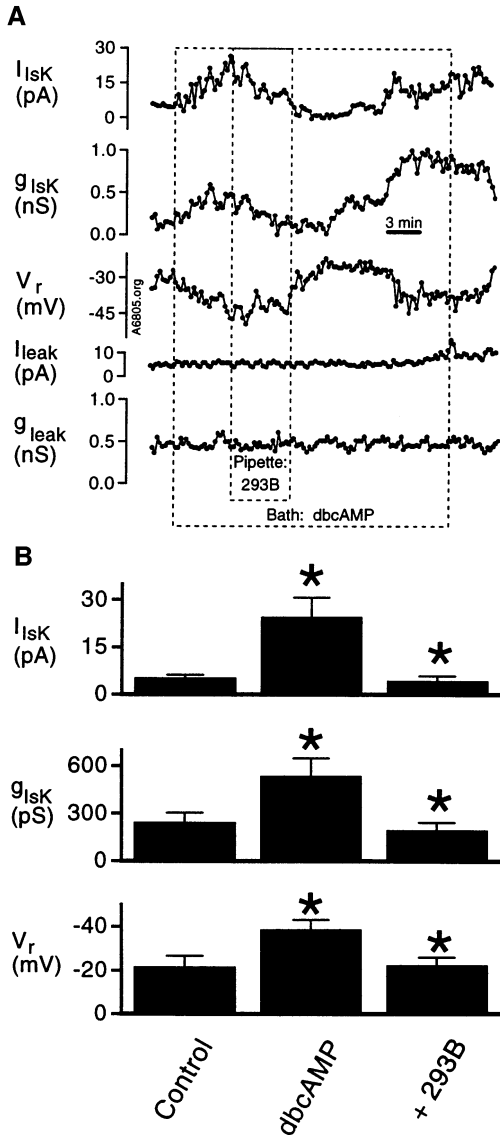 A
I IsK
(pA)
30
15
0
g IsK
(nS)
1.0
0.5
0.0
3 min
V r
(mV)
-30
-45
A6805.org
I leak
(pA)
10
0
g leak
(nS)
1.0
0.5
0.0
Pipette:
293B
Bath: dbcAMP
B
I IsK
(pA)
30
15
0
* *
g IsK
(pS)
600
300
0
* *
V r
(mV)
-40
-20
0
* *
Control
dbcAMP
+ 293B